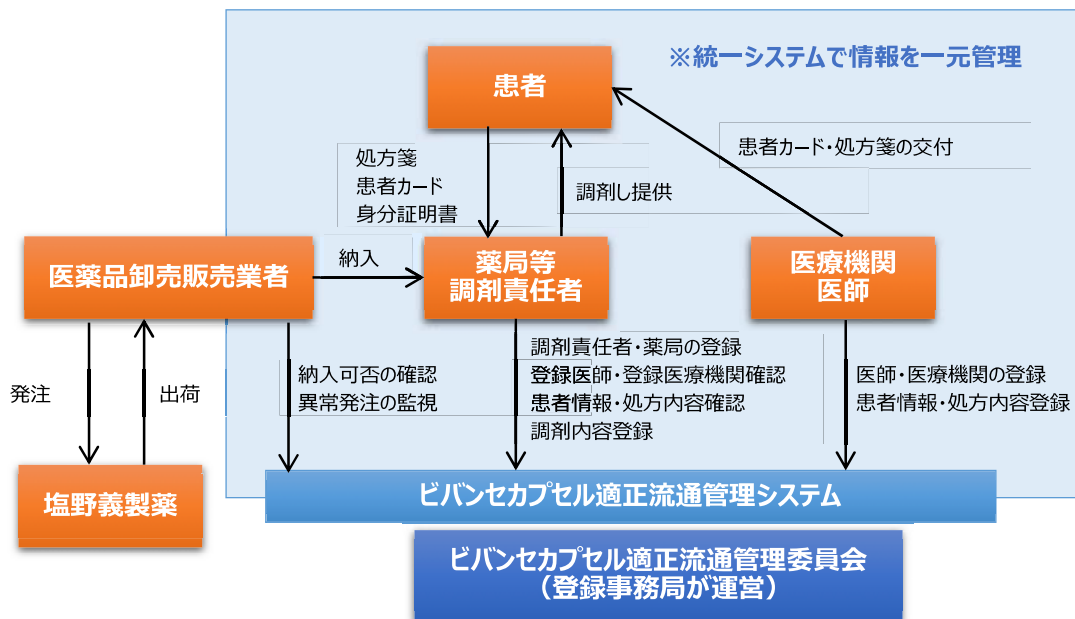 ※統一システムで情報を一元管理
患者
患者カード・処方箋の交付
処方箋
患者カード
身分証明書
調剤し提供
医薬品卸売販売業者
納入
薬局等
調剤責任者
医療機関
医師
発注
出荷
納入可否の確認
異常発注の監視
調剤責任者・薬局の登録
登録医師・登録医療機関確認
患者情報・処方内容確認
調剤内容登録
医師・医療機関の登録
患者情報・処方内容登録
塩野義製薬
ビバンセカプセル適正流通管理システム
ビバンセカプセル適正流通管理委員会
（登録事務局が運営）